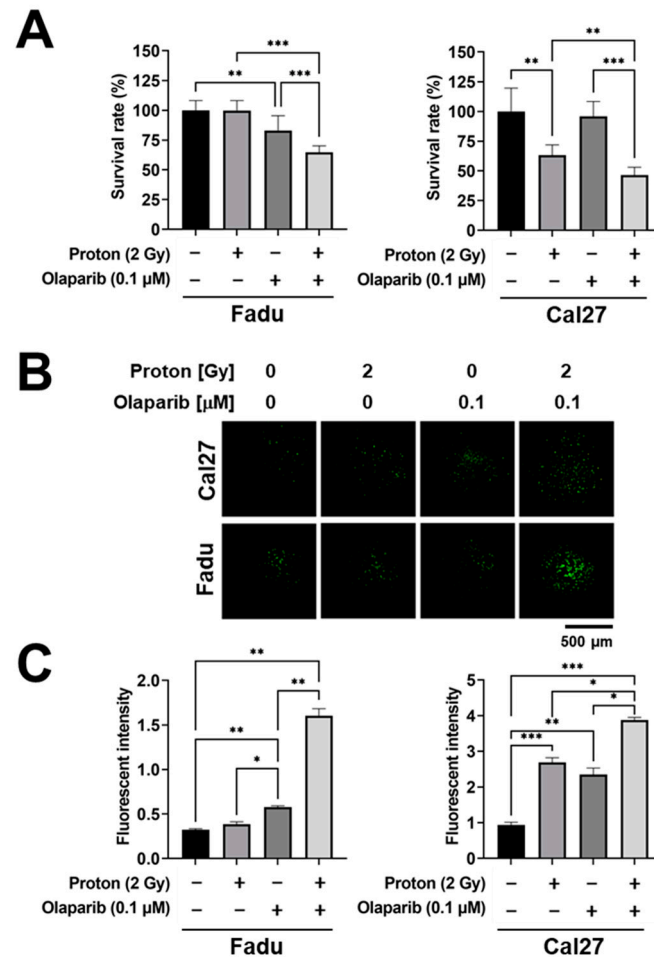 A
Survival rate (%)
150
125
100
75
50
25
0
** *** ***
Proton (2 Gy) – + – +
Olaparib (0.1 μM) – – + +
Fadu
Survival rate (%)
150
125
100
75
50
25
0
** ** ***
Proton (2 Gy) – + – +
Olaparib (0.1 μM) – – + +
Cal27
B
Proton [Gy] 0 2 0 2
Olaparib [μM] 0 0 0.1 0.1
Cal27
Fadu
500 μm
C
Fluorescent intensity
2.0
1.5
1.0
0.5
0.0
** ** ** *
Proton (2 Gy) – + – +
Olaparib (0.1 μM) – – + +
Fadu
Fluorescent intensity
5
4
3
2
1
0
*** * ** * ***
Proton (2 Gy) – + – +
Olaparib (0.1 μM) – – + +
Cal27